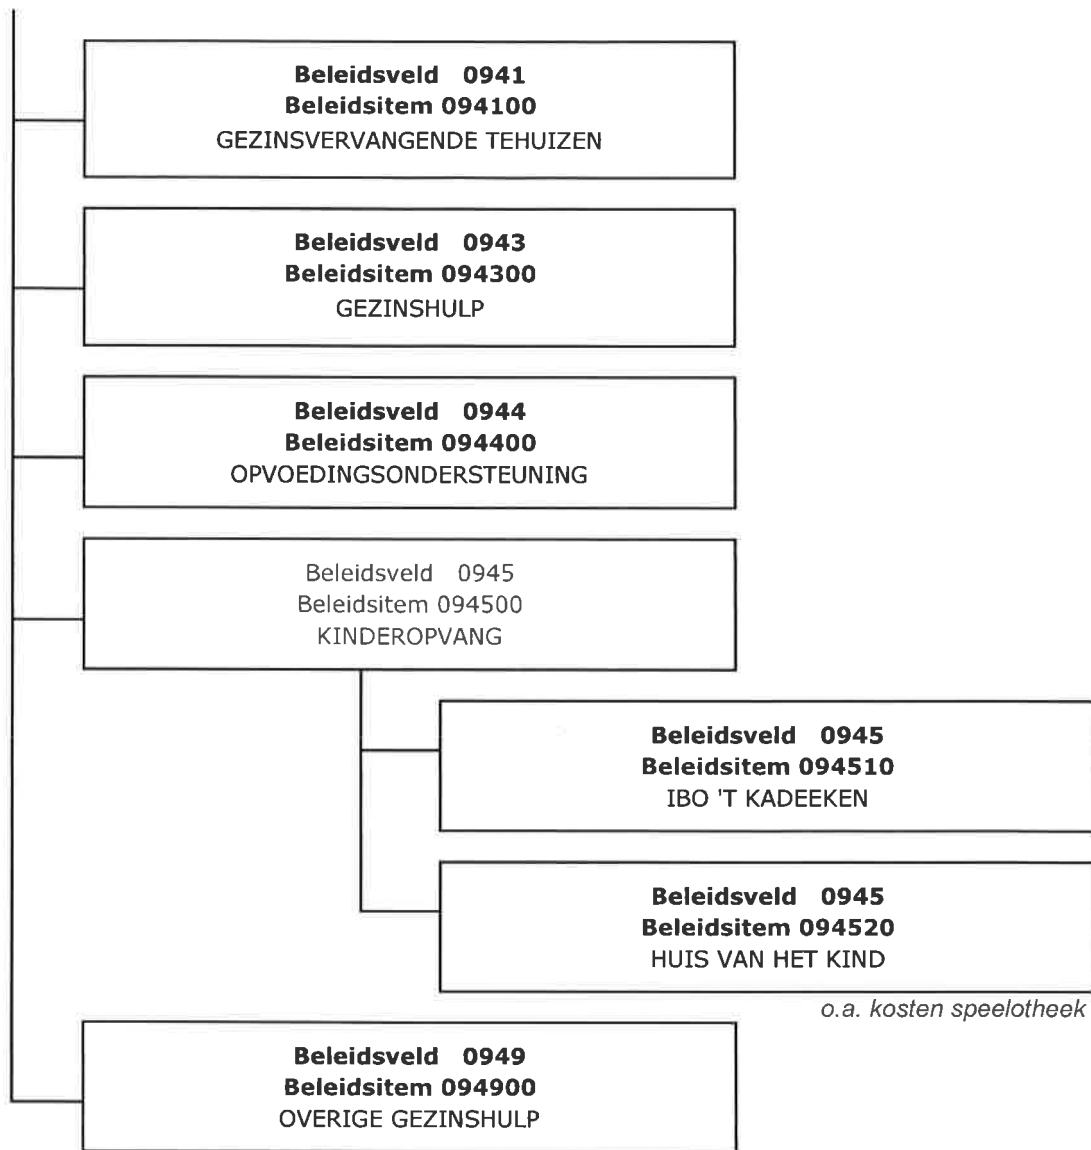 Beleidsveld 0941
Beleidsitem 094100
GEZINSVERVANGENDE TEHUIZEN
Beleidsveld 0943
Beleidsitem 094300
GEZINSHULP
Beleidsveld 0944
Beleidsitem 094400
OPVOEDINGSONDERSTEUNING
Beleidsveld 0945
Beleidsitem 094500
KINDEROPVANG
Beleidsveld 0945
Beleidsitem 094510
IBO 'T KADEEKEN
Beleidsveld 0945
Beleidsitem 094520
HUIS VAN HET KIND
o.a. kosten speelotheek
Beleidsveld 0949
Beleidsitem 094900
OVERIGE GEZINSHULP